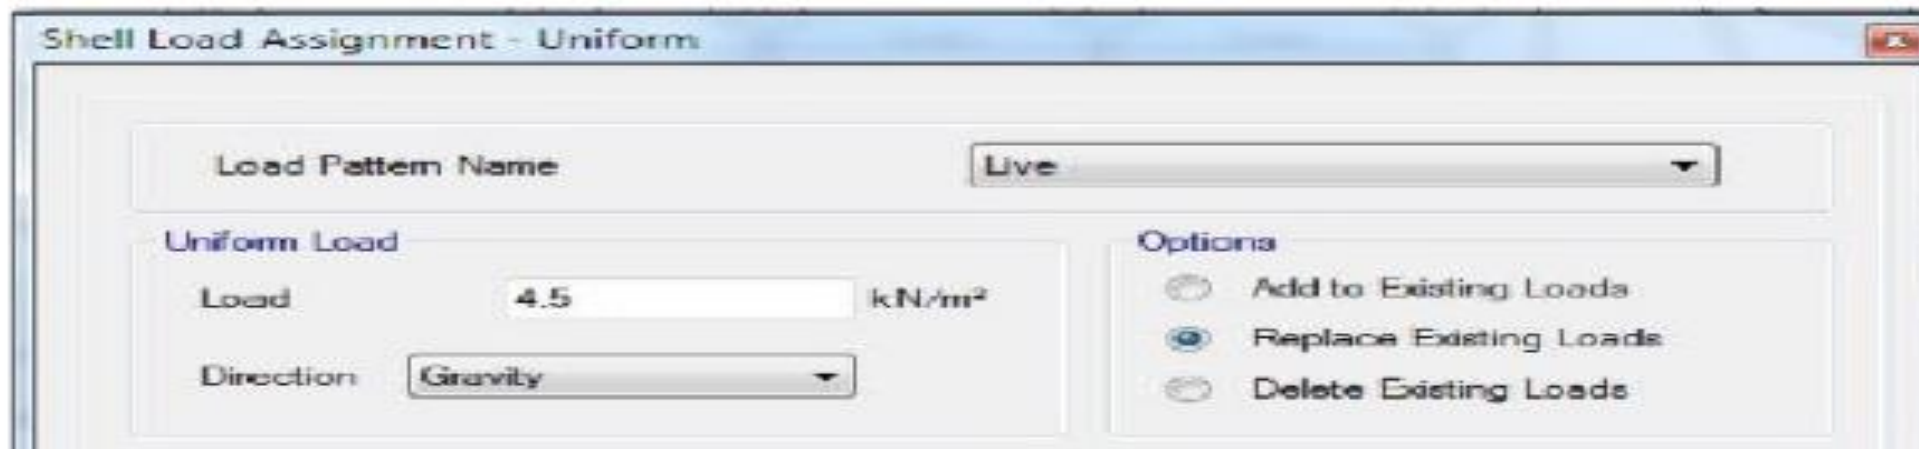 Shell Load Assignment - Uniform
Load Pattern Name Live
Uniform Load
Load 4.5 kN/m²
Direction Gravity
Options
Add to Existing Loads
Replace Existing Loads
Delete Existing Loads